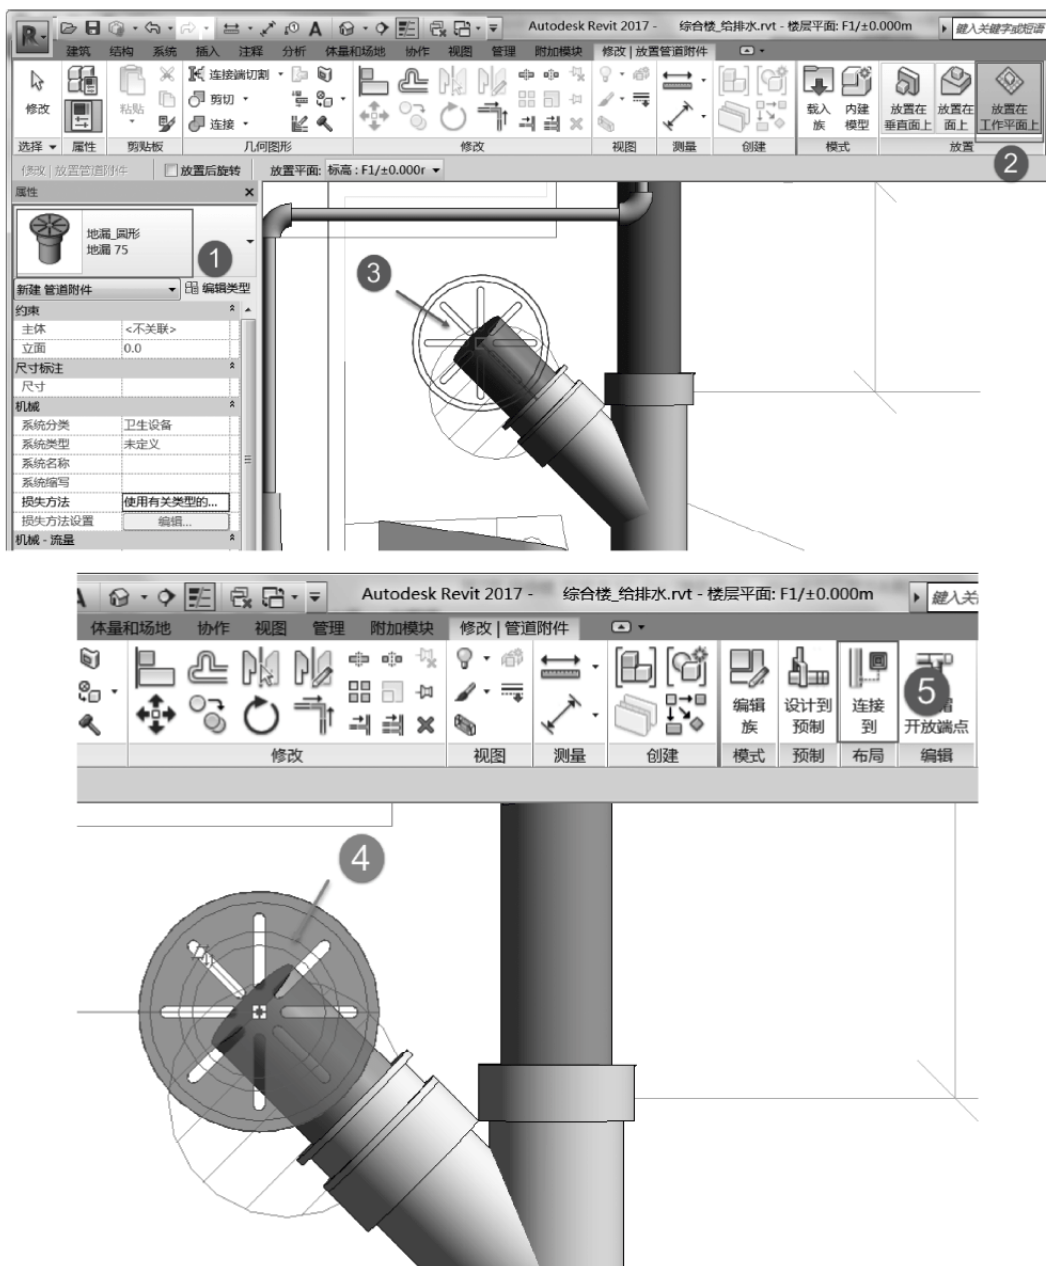 Autodesk Revit 2017 - 综合楼_给排水.rvt - 楼层平面: F1/±0.000m
键入关键字或短语
建筑 结构 系统 插入 注释 分析 体量和场地 协作 视图 管理 附加模块 修改 | 放置管道附件
修改
粘贴
连接端切割
剪切
连接
载入族
内建模型
放置在垂直面上
放置在面上
放置在工作平面上
选择 属性 剪贴板 几何图形 修改 视图 测量 创建 模式 放置
2
修改 | 放置管道附件 放置后旋转 放置平面: 标高 : F1/±0.000r
属性
地漏_圆形
地漏 75
1
新建 管道附件 编辑类型
约束
主体 <不关联>
立面 0.0
尺寸标注
尺寸
机械
系统分类 卫生设备
系统类型 未定义
系统名称
系统缩写
损失方法 使用有关类型的...
损失方法设置 编辑...
机械 - 流量
3
Autodesk Revit 2017 - 综合楼_给排水.rvt - 楼层平面: F1/±0.000m
键入关
体量和场地 协作 视图 管理 附加模块 修改 | 管道附件
编辑族
设计到预制
连接到
5
开放端点
修改 视图 测量 创建 模式 预制 布局 编辑
4